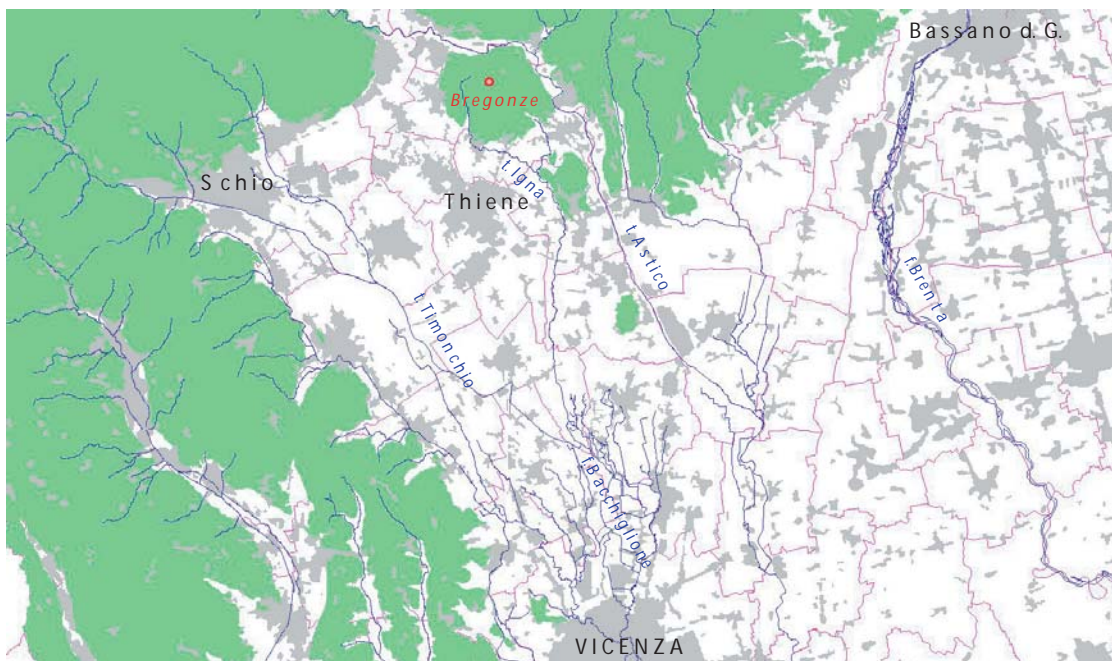 Bassano d. G.
Bregonze
t. Igna
Schio
Thiene
t. Astico
f. Brenta
t. Timonchio
f. Bacchiglione
VICENZA